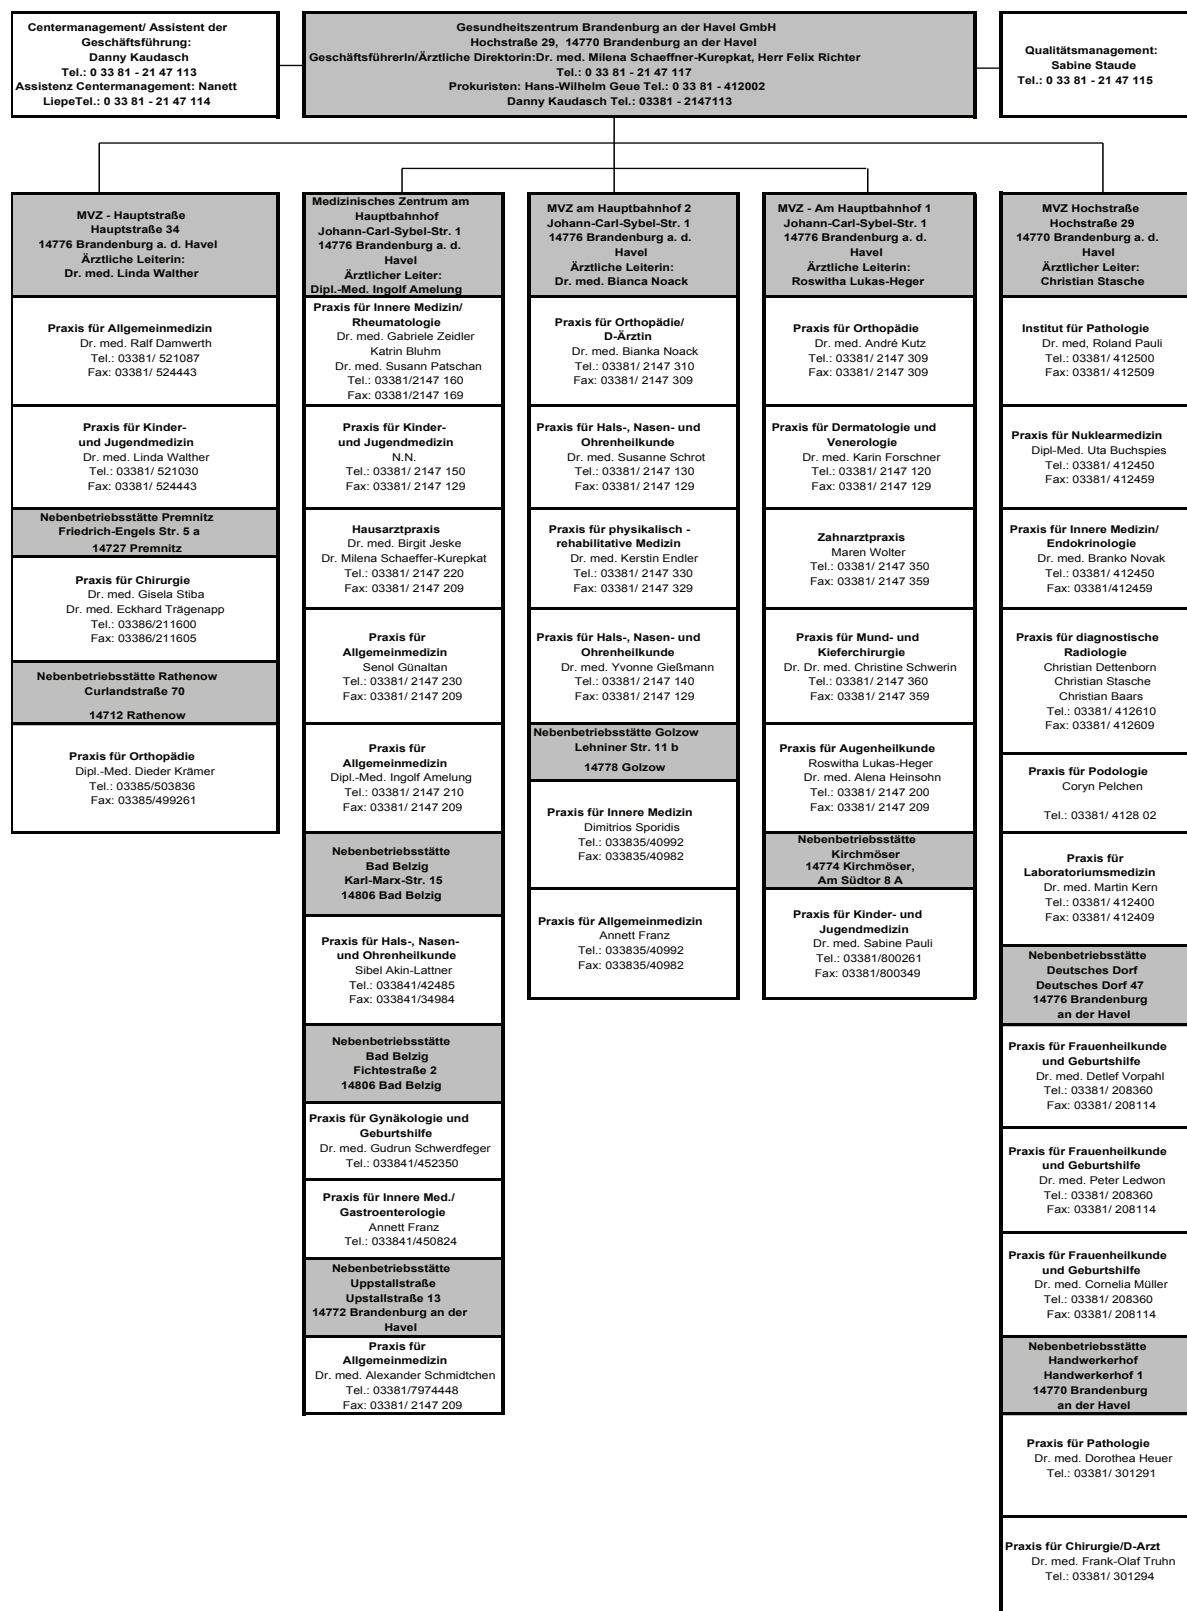 Centermanagement/ Assistent der
Geschäftsführung:
Danny Kaudasch
Tel.: 0 33 81 - 21 47 113
Assistenz Centermanagement: Nanett
LiepeTel.: 0 33 81 - 21 47 114
Gesundheitszentrum Brandenburg an der Havel GmbH
Hochstraße 29, 14770 Brandenburg an der Havel
GeschäftsführerIn/Ärztliche Direktorin:Dr. med. Milena Schaeffner-Kurepkat, Herr Felix Richter
Tel.: 0 33 81 - 21 47 117
Prokuristen: Hans-Wilhelm Geue Tel.: 0 33 81 - 412002
Danny Kaudasch Tel.: 03381 - 2147113
Qualitätsmanagement:
Sabine Staude
Tel.: 0 33 81 - 21 47 115
MVZ - Hauptstraße
Hauptstraße 34
14776 Brandenburg a. d. Havel
Ärztliche Leiterin:
Dr. med. Linda Walther
Praxis für Allgemeinmedizin
Dr. med. Ralf Damwerth
Tel.: 03381/ 521087
Fax: 03381/ 524443
Praxis für Kinder-
und Jugendmedizin
Dr. med. Linda Walther
Tel.: 03381/ 521030
Fax: 03381/ 524443
Nebenbetriebsstätte Premnitz
Friedrich-Engels Str. 5 a
14727 Premnitz
Praxis für Chirurgie
Dr. med. Gisela Stiba
Dr. med. Eckhard Trägenapp
Tel.: 03386/211600
Fax: 03386/211605
Nebenbetriebsstätte Rathenow
Curlandstraße 70
14712 Rathenow
Praxis für Orthopädie
Dipl.-Med. Dieder Krämer
Tel.: 03385/503836
Fax: 03385/499261
Medizinisches Zentrum am
Hauptbahnhof
Johann-Carl-Sybel-Str. 1
14776 Brandenburg a. d.
Havel
Ärztlicher Leiter:
Dipl.-Med. Ingolf Amelung
Praxis für Innere Medizin/
Rheumatologie
Dr. med. Gabriele Zeidler
Katrin Bluhm
Dr. med. Susann Patschan
Tel.: 03381/2147 160
Fax: 03381/2147 169
Praxis für Kinder-
und Jugendmedizin
N.N.
Tel.: 03381/ 2147 150
Fax: 03381/ 2147 129
Hausarztpraxis
Dr. med. Birgit Jeske
Dr. Milena Schaeffer-Kurepkat
Tel.: 03381/ 2147 220
Fax: 03381/ 2147 209
Praxis für
Allgemeinmedizin
Senol Günaltan
Tel.: 03381/ 2147 230
Fax: 03381/ 2147 209
Praxis für
Allgemeinmedizin
Dipl.-Med. Ingolf Amelung
Tel.: 03381/ 2147 210
Fax: 03381/ 2147 209
Nebenbetriebsstätte
Bad Belzig
Karl-Marx-Str. 15
14806 Bad Belzig
Praxis für Hals-, Nasen-
und Ohrenheilkunde
Sibel Akin-Lattner
Tel.: 033841/42485
Fax: 033841/34984
Nebenbetriebsstätte
Bad Belzig
Fichtestraße 2
14806 Bad Belzig
Praxis für Gynäkologie und
Geburtshilfe
Dr. med. Gudrun Schwerdfeger
Tel.: 033841/452350
Praxis für Innere Med./
Gastroenterologie
Annett Franz
Tel.: 033841/450824
Nebenbetriebsstätte
Uppstallstraße
Upstallstraße 13
14772 Brandenburg an der
Havel
Praxis für
Allgemeinmedizin
Dr. med. Alexander Schmidtchen
Tel.: 03381/7974448
Fax: 03381/ 2147 209
MVZ am Hauptbahnhof 2
Johann-Carl-Sybel-Str. 1
14776 Brandenburg a. d.
Havel
Ärztliche Leiterin:
Dr. med. Bianca Noack
Praxis für Orthopädie/
D-Ärztin
Dr. med. Bianka Noack
Tel.: 03381/ 2147 310
Fax: 03381/ 2147 309
Praxis für Hals-, Nasen- und
Ohrenheilkunde
Dr. med. Susanne Schrot
Tel.: 03381/ 2147 130
Fax: 03381/ 2147 129
Praxis für physikalisch -
rehabilitative Medizin
Dr. med. Kerstin Endler
Tel.: 03381/ 2147 330
Fax: 03381/ 2147 329
Praxis für Hals-, Nasen- und
Ohrenheilkunde
Dr. med. Yvonne Gießmann
Tel.: 03381/ 2147 140
Fax: 03381/ 2147 129
Nebenbetriebsstätte Golzow
Lehniner Str. 11 b
14778 Golzow
Praxis für Innere Medizin
Dimitrios Sporidis
Tel.: 033835/40992
Fax: 033835/40982
Praxis für Allgemeinmedizin
Annett Franz
Tel.: 033835/40992
Fax: 033835/40982
MVZ - Am Hauptbahnhof 1
Johann-Carl-Sybel-Str. 1
14776 Brandenburg a. d.
Havel
Ärztliche Leiterin:
Roswitha Lukas-Heger
Praxis für Orthopädie
Dr. med. André Kutz
Tel.: 03381/ 2147 309
Fax: 03381/ 2147 309
Praxis für Dermatologie und
Venerologie
Dr. med. Karin Forschner
Tel.: 03381/ 2147 120
Fax: 03381/ 2147 129
Zahnarztpraxis
Maren Wolter
Tel.: 03381/ 2147 350
Fax: 03381/ 2147 359
Praxis für Mund- und
Kieferchirurgie
Dr. Dr. med. Christine Schwerin
Tel.: 03381/ 2147 360
Fax: 03381/ 2147 359
Praxis für Augenheilkunde
Roswitha Lukas-Heger
Dr. med. Alena Heinsohn
Tel.: 03381/ 2147 200
Fax: 03381/ 2147 209
Nebenbetriebsstätte
Kirchmöser
14774 Kirchmöser,
Am Südtor 8 A
Praxis für Kinder- und
Jugendmedizin
Dr. med. Sabine Pauli
Tel.: 03381/800261
Fax: 03381/800349
MVZ Hochstraße
Hochstraße 29
14770 Brandenburg a. d.
Havel
Ärztlicher Leiter:
Christian Stasche
Institut für Pathologie
Dr. med, Roland Pauli
Tel.: 03381/ 412500
Fax: 03381/ 412509
Praxis für Nuklearmedizin
Dipl-Med. Uta Buchspies
Tel.: 03381/ 412450
Fax: 03381/ 412459
Praxis für Innere Medizin/
Endokrinologie
Dr. med. Branko Novak
Tel.: 03381/ 412450
Fax: 03381/412459
Praxis für diagnostische
Radiologie
Christian Dettenborn
Christian Stasche
Christian Baars
Tel.: 03381/ 412610
Fax: 03381/ 412609
Praxis für Podologie
Coryn Pelchen
Tel.: 03381/ 4128 02
Praxis für
Laboratoriumsmedizin
Dr. med. Martin Kern
Tel.: 03381/ 412400
Fax: 03381/ 412409
Nebenbetriebsstätte
Deutsches Dorf
Deutsches Dorf 47
14776 Brandenburg
an der Havel
Praxis für Frauenheilkunde
und Geburtshilfe
Dr. med. Detlef Vorpahl
Tel.: 03381/ 208360
Fax: 03381/ 208114
Praxis für Frauenheilkunde
und Geburtshilfe
Dr. med. Peter Ledwon
Tel.: 03381/ 208360
Fax: 03381/ 208114
Praxis für Frauenheilkunde
und Geburtshilfe
Dr. med. Cornelia Müller
Tel.: 03381/ 208360
Fax: 03381/ 208114
Nebenbetriebsstätte
Handwerkerhof
Handwerkerhof 1
14770 Brandenburg
an der Havel
Praxis für Pathologie
Dr. med. Dorothea Heuer
Tel.: 03381/ 301291
Praxis für Chirurgie/D-Arzt
Dr. med. Frank-Olaf Truhn
Tel.: 03381/ 301294